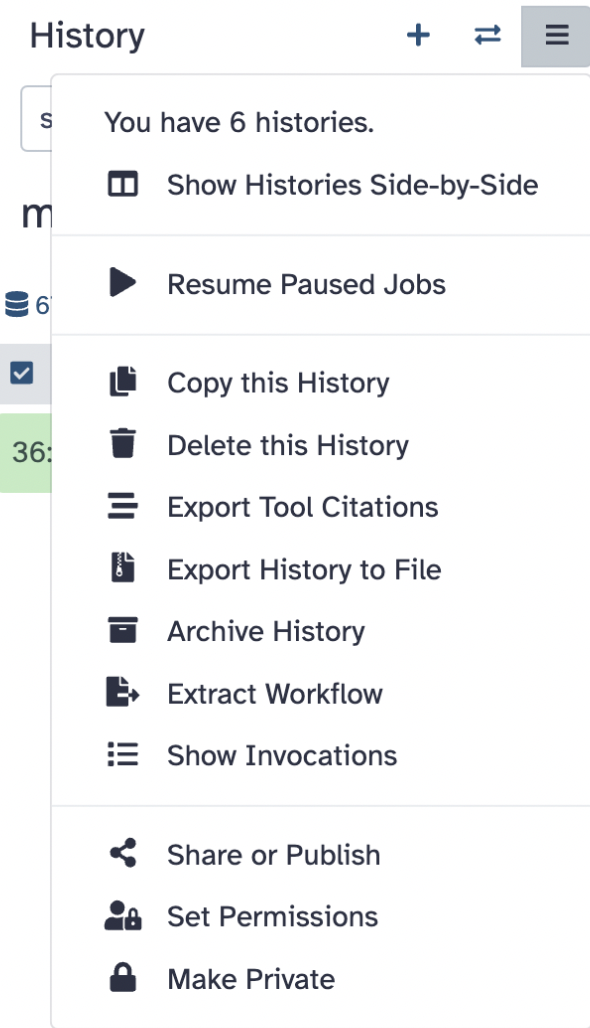 History
You have 6 histories.
Show Histories Side-by-Side
Resume Paused Jobs
Copy this History
Delete this History
36:
Export Tool Citations
Export History to File
Archive History
Extract Workflow
Show Invocations
Share or Publish
Set Permissions
Make Private